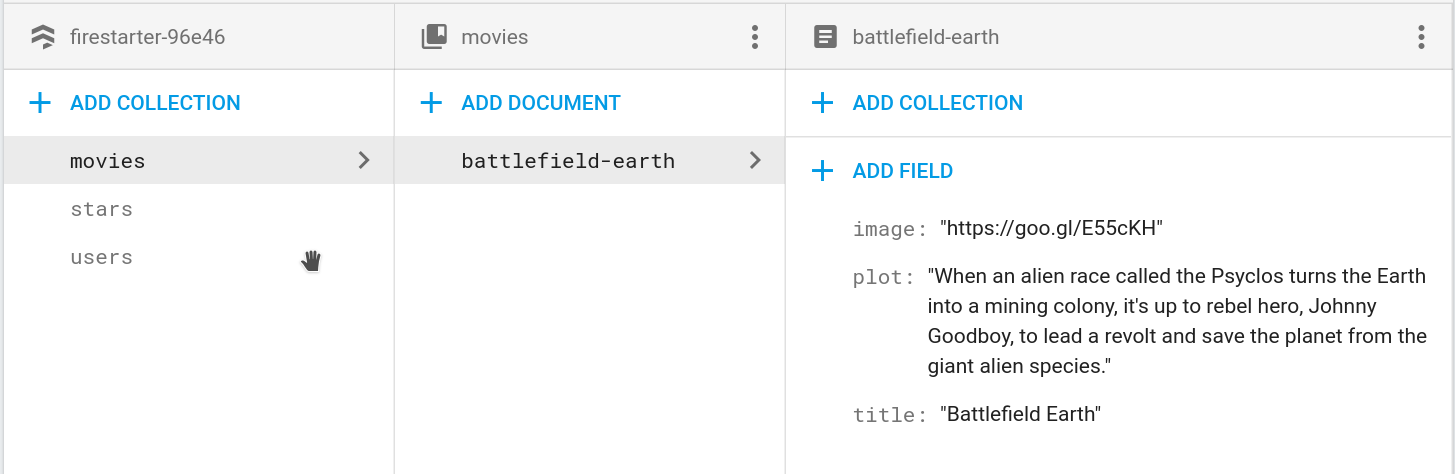 firestarter-96e46
movies
battlefield-earth
ADD COLLECTION
ADD DOCUMENT
ADD COLLECTION
movies
stars
users
battlefield-earth
ADD FIELD
image: "https://goo.gl/E55cKH"
plot: "When an alien race called the Psyclos turns the Earth
into a mining colony, it's up to rebel hero, Johnny
Goodboy, to lead a revolt and save the planet from the
giant alien species."
title: "Battlefield Earth"